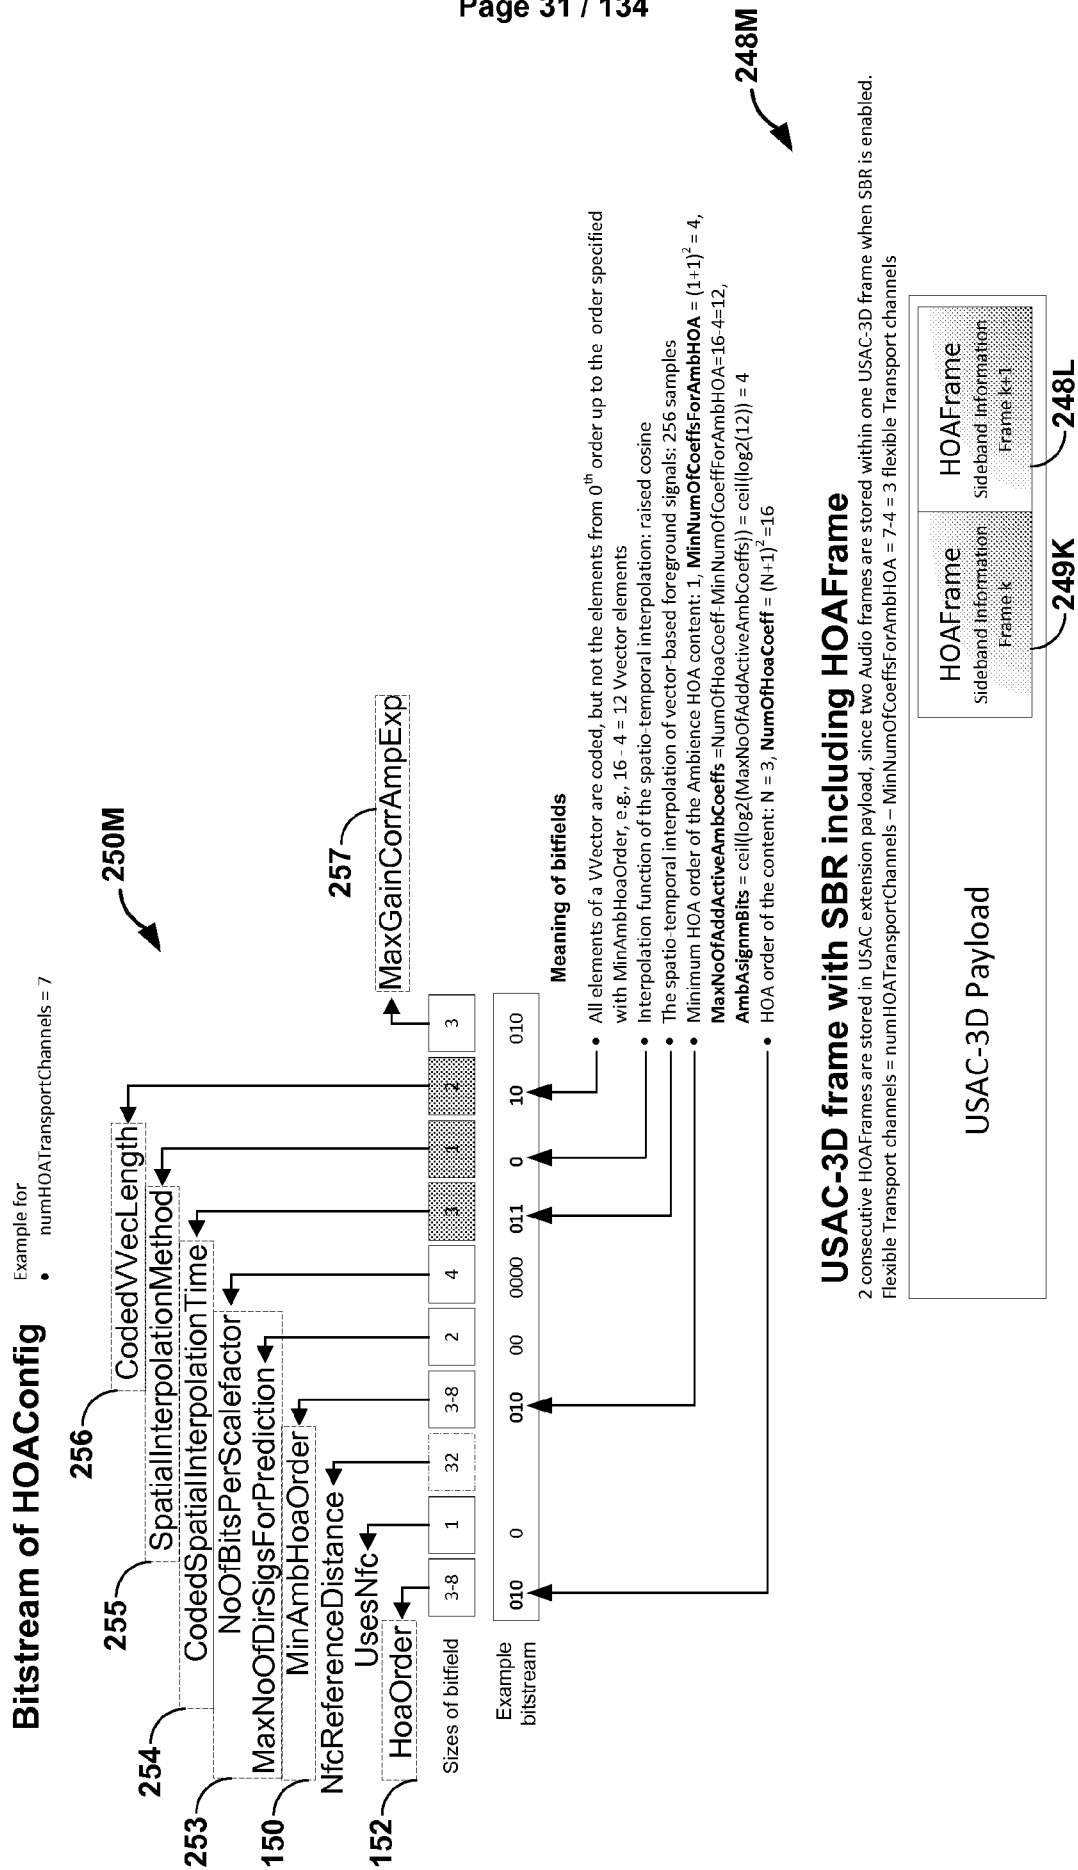 Page 31 / 134
Bitstream of HOAConfig
Example for
• numHOATransportChannels = 7
250M
256
CodedVVecLength
255
SpatialInterpolationMethod
254
CodedSpatialInterpolationTime
253
NoOfBitsPerScalefactor
MaxNoOfDirSigsForPrediction
150
MinAmbHoaOrder
NfcReferenceDistance
UsesNfc
152
HoaOrder
257
MaxGainCorrAmpExp
Sizes of bitfield
3-8 1 32 3-8 2 4 3 1 2 3
Example
bitstream
010 0 010 00 0000 011 0 10 010
Meaning of bitfields
• All elements of a VVector are coded, but not the elements from 0th order up to the order specified
with MinAmbHoaOrder, e.g., 16 - 4 = 12 Vvector elements
• Interpolation function of the spatio-temporal interpolation: raised cosine
• The spatio-temporal interpolation of vector-based foreground signals: 256 samples
• Minimum HOA order of the Ambience HOA content: 1, MinNumOfCoeffsForAmbHOA = (1+1)² = 4,
MaxNoOfAddActiveAmbCoeffs =NumOfHoaCoeff-MinNumOfCoeffForAmbHOA=16-4=12,
AmbAsignmBits = ceil(log2(MaxNoOfAddActiveAmbCoeffs)) = ceil(log2(12)) = 4
• HOA order of the content: N = 3, NumOfHoaCoeff = (N+1)² =16
248M
USAC-3D frame with SBR including HOAFrame
2 consecutive HOAFrames are stored in USAC extension payload, since two Audio frames are stored within one USAC-3D frame when SBR is enabled.
Flexible Transport channels = numHOATransportChannels – MinNumOfCoeffsForAmbHOA = 7-4 = 3 flexible Transport channels
USAC-3D Payload
HOAFrame
Sideband Information
Frame k
HOAFrame
Sideband Information
Frame k+1
249K
248L